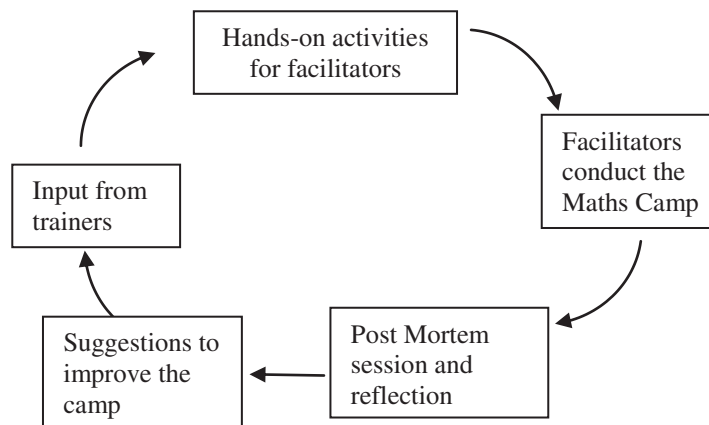 Hands-on activities
for facilitators
Facilitators
conduct the
Maths Camp
Input from
trainers
Post Mortem
session and
reflection
Suggestions to
improve the
camp